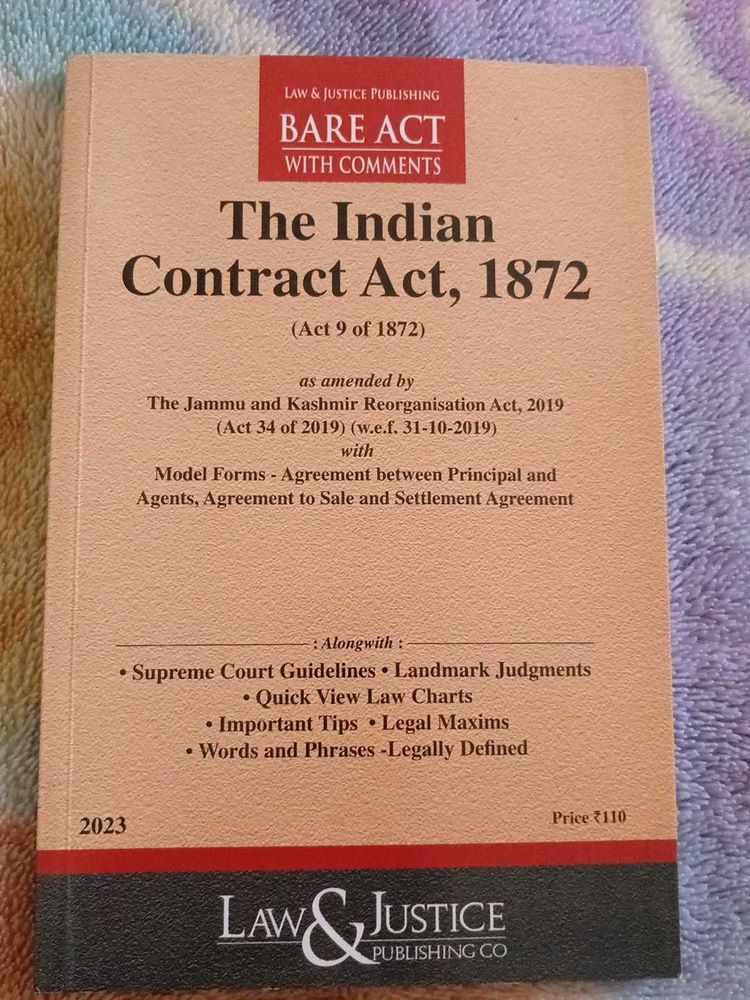 LAW & JUSTICE PUBLISHING
BARE ACT
WITH COMMENTS
The Indian
Contract Act, 1872
(Act 9 of 1872)
as amended by
The Jammu and Kashmir Reorganisation Act, 2019
(Act 34 of 2019) (w.e.f. 31-10-2019)
with
Model Forms - Agreement between Principal and
Agents, Agreement to Sale and Settlement Agreement
: Alongwith :
• Supreme Court Guidelines • Landmark Judgments
• Quick View Law Charts
• Important Tips • Legal Maxims
• Words and Phrases -Legally Defined
2023
Price ₹110
LAW & JUSTICE
PUBLISHING CO